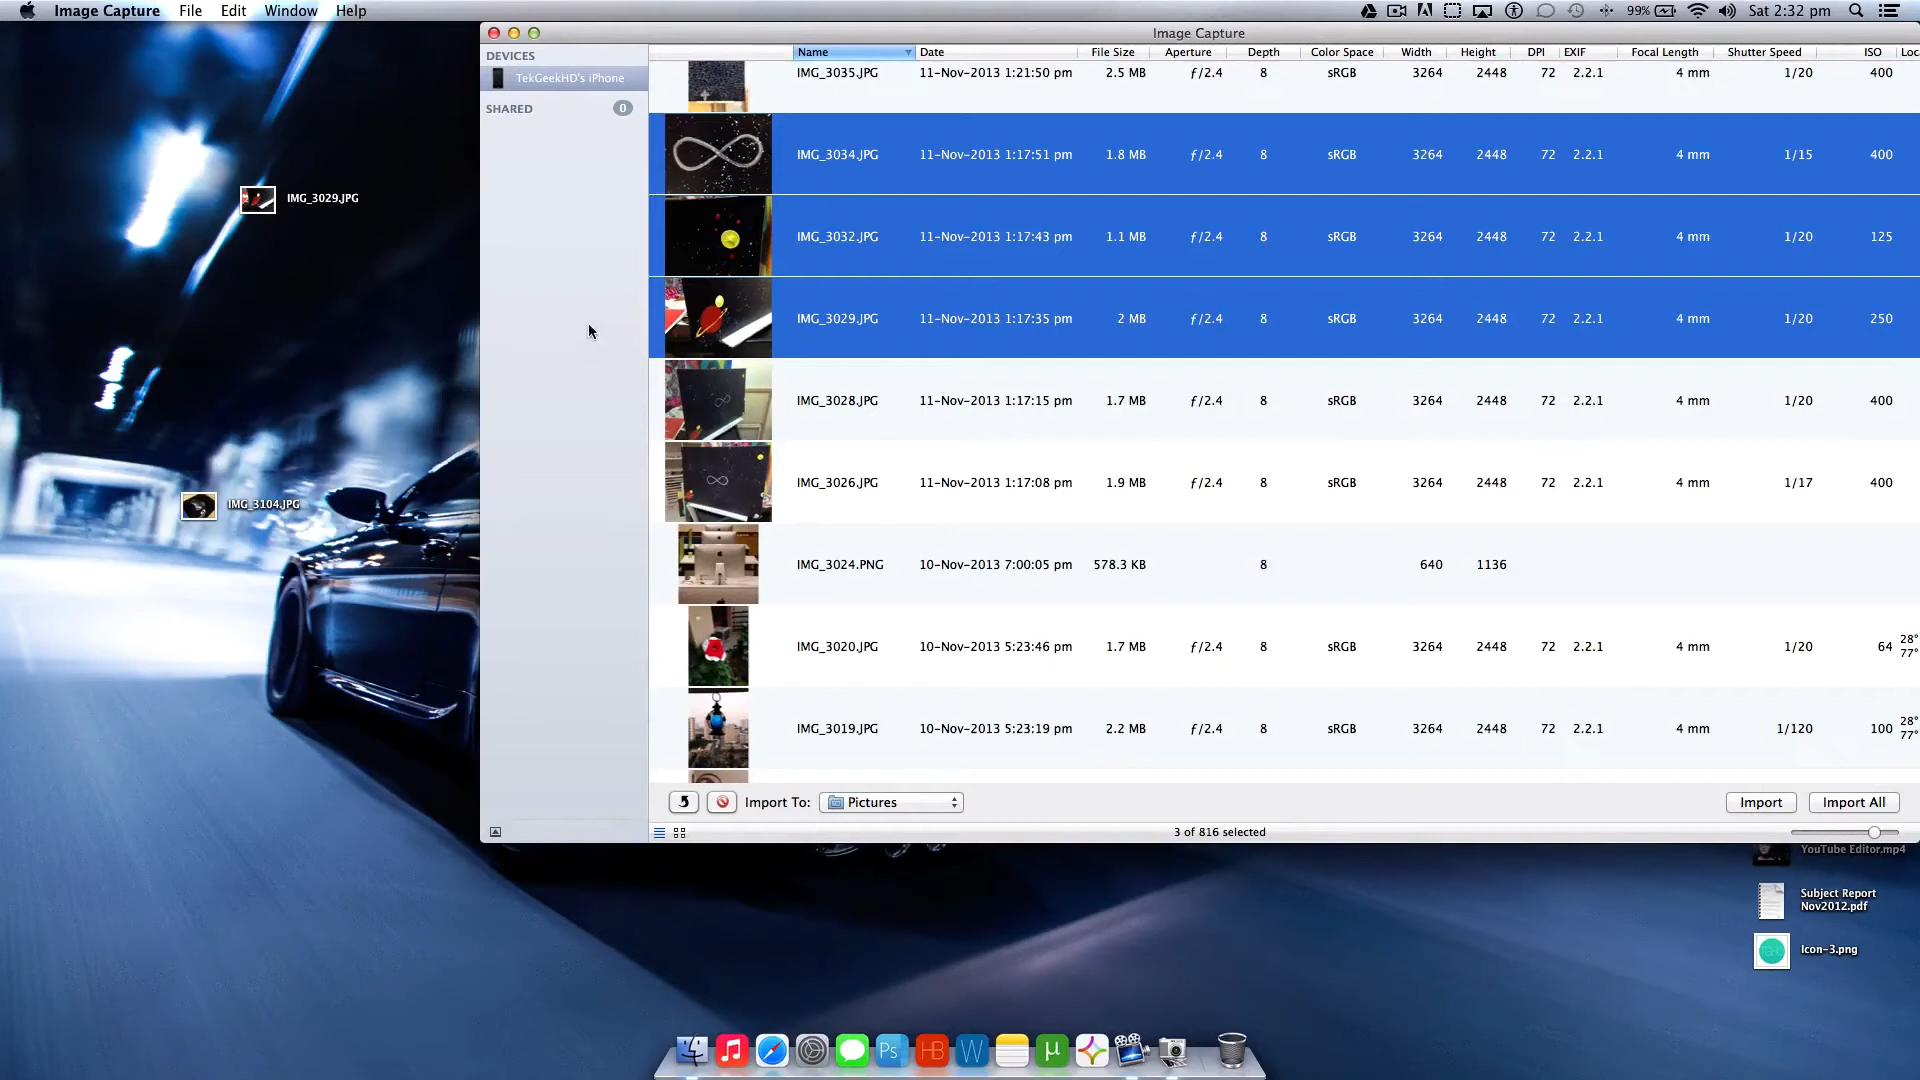 Image Capture File Edit Window Help 99% Sat 2:32 pm
Image Capture
DEVICES
TekGeekHD's iPhone
SHARED 0
Name Date File Size Aperture Depth Color Space Width Height DPI EXIF Focal Length Shutter Speed ISO Loc
IMG_3035.JPG 11-Nov-2013 1:21:50 pm 2.5 MB ƒ/2.4 8 sRGB 3264 2448 72 2.2.1 4 mm 1/20 400
IMG_3034.JPG 11-Nov-2013 1:17:51 pm 1.8 MB ƒ/2.4 8 sRGB 3264 2448 72 2.2.1 4 mm 1/15 400
IMG_3032.JPG 11-Nov-2013 1:17:43 pm 1.1 MB ƒ/2.4 8 sRGB 3264 2448 72 2.2.1 4 mm 1/20 125
IMG_3029.JPG 11-Nov-2013 1:17:35 pm 2 MB ƒ/2.4 8 sRGB 3264 2448 72 2.2.1 4 mm 1/20 250
IMG_3028.JPG 11-Nov-2013 1:17:15 pm 1.7 MB ƒ/2.4 8 sRGB 3264 2448 72 2.2.1 4 mm 1/20 400
IMG_3026.JPG 11-Nov-2013 1:17:08 pm 1.9 MB ƒ/2.4 8 sRGB 3264 2448 72 2.2.1 4 mm 1/17 400
IMG_3024.PNG 10-Nov-2013 7:00:05 pm 578.3 KB 8 640 1136
IMG_3020.JPG 10-Nov-2013 5:23:46 pm 1.7 MB ƒ/2.4 8 sRGB 3264 2448 72 2.2.1 4 mm 1/20 64 28° 77°
IMG_3019.JPG 10-Nov-2013 5:23:19 pm 2.2 MB ƒ/2.4 8 sRGB 3264 2448 72 2.2.1 4 mm 1/120 100 28° 77°
Import To: Pictures Import Import All
3 of 816 selected
IMG_3029.JPG
IMG_3104.JPG
YouTube Editor.mp4
Subject Report
Nov2012.pdf
Icon-3.png
Ps HB W µ